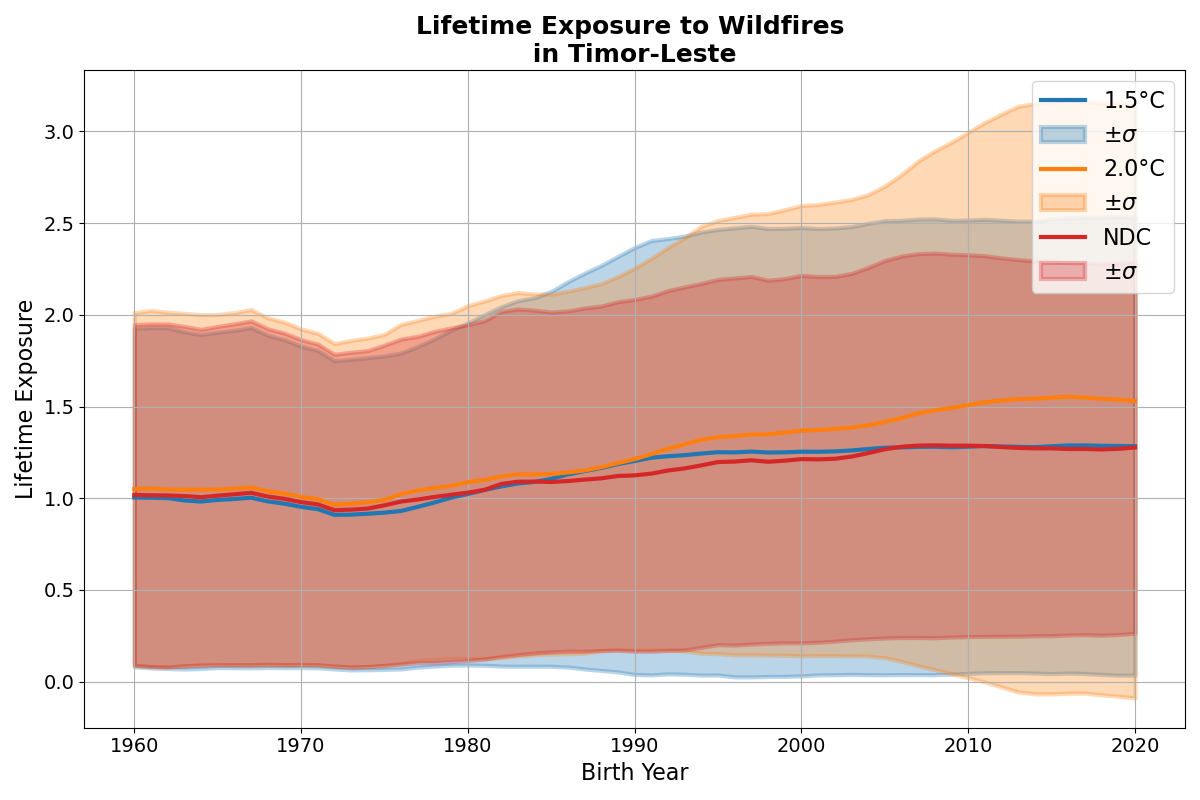 Lifetime Exposure to Wildfires
in Timor-Leste
Lifetime Exposure
3.0
2.5
2.0
1.5
1.0
0.5
0.0
1960
1970
1980
1990
2000
2010
2020
Birth Year
1.5°C
±σ
2.0°C
±σ
NDC
±σ